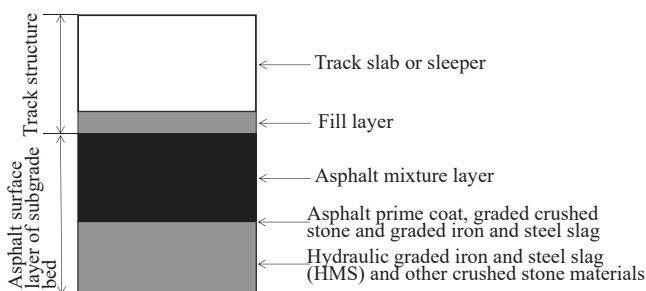 Track structure
Asphalt surface
layer of subgrade
bed
Track slab or sleeper
Fill layer
Asphalt mixture layer
Asphalt prime coat, graded crushed
stone and graded iron and steel slag
Hydraulic graded iron and steel slag
(HMS) and other crushed stone materials